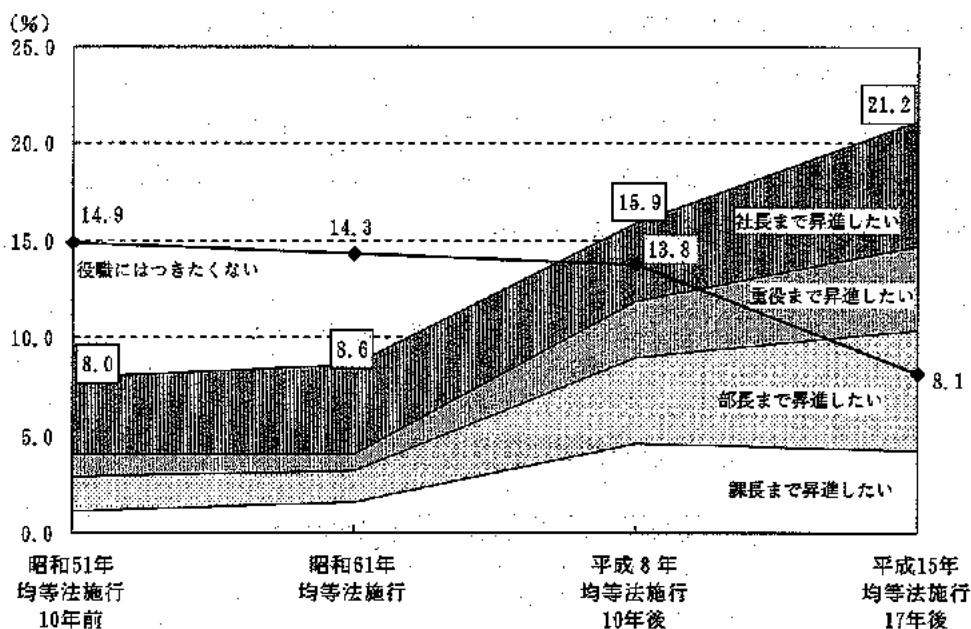 (%)
25.0
20.0
15.0
10.0
5.0
0.0
21.2
15.9
14.9
14.3
13.8
社長まで昇進したい
役職にはつきたくない
重役まで昇進したい
8.0
8.6
8.1
部長まで昇進したい
課長まで昇進したい
昭和51年
均等法施行
10年前
昭和61年
均等法施行
平成8年
均等法施行
10年後
平成15年
均等法施行
17年後